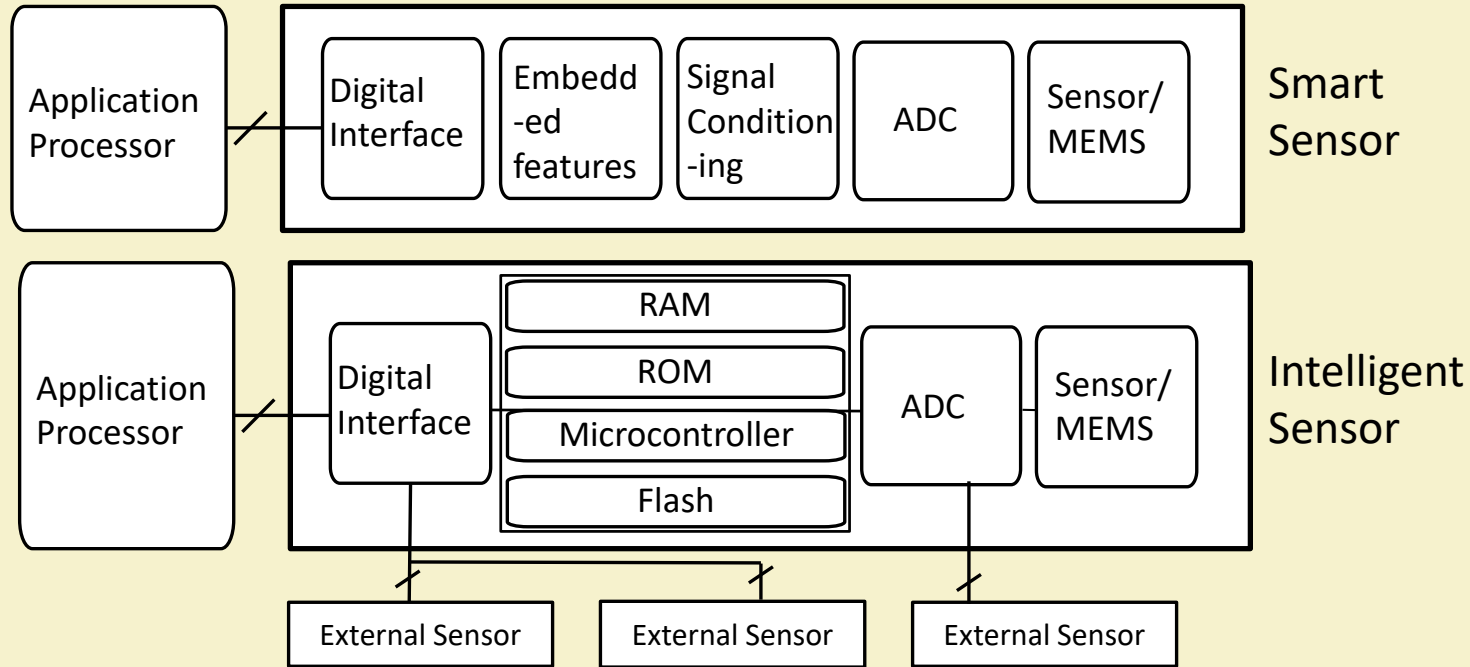 Application
Processor
Digital
Interface
Embedd
-ed
features
Signal
Condition
-ing
ADC
Sensor/
MEMS
Smart
Sensor
Application
Processor
Digital
Interface
RAM
ROM
Microcontroller
Flash
ADC
Sensor/
MEMS
Intelligent
Sensor
External Sensor
External Sensor
External Sensor